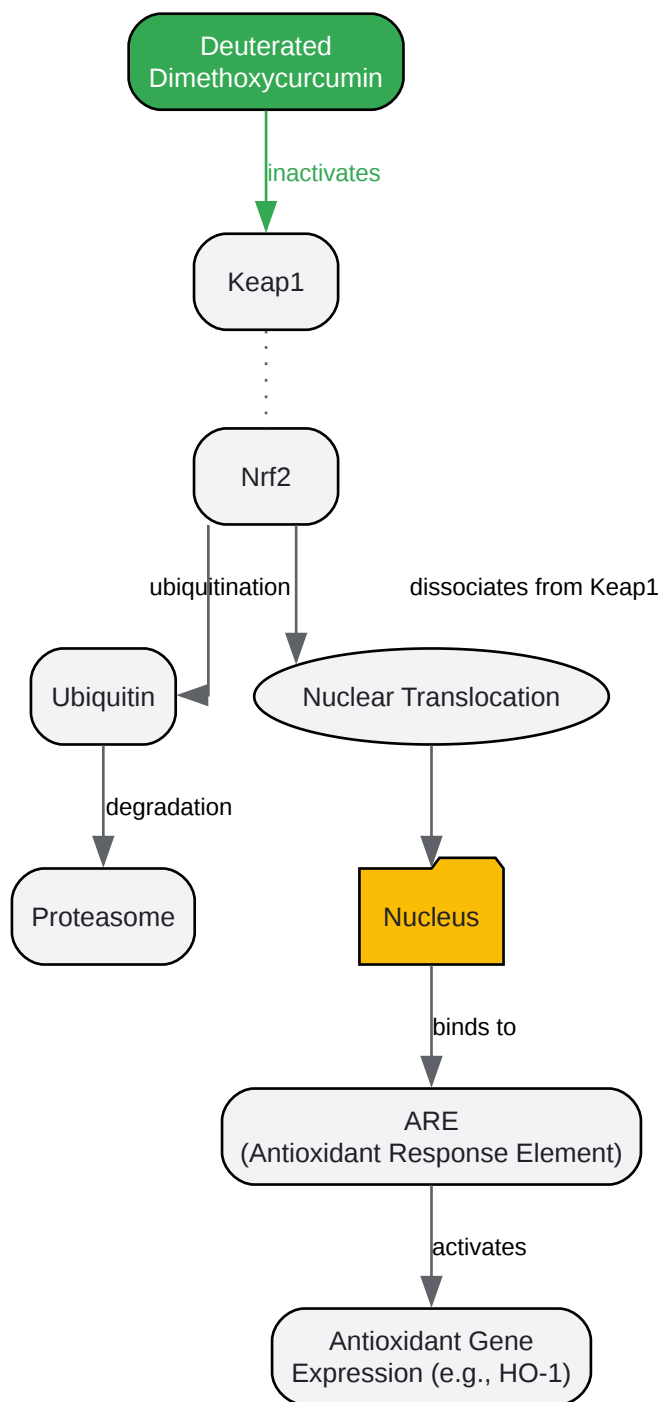 Deuterated
Dimethoxycurcumin
inactivates
Keap1
Nrf2
ubiquitination
dissociates from Keap1
Ubiquitin
Nuclear Translocation
degradation
Proteasome
Nucleus
binds to
ARE
(Antioxidant Response Element)
activates
Antioxidant Gene
Expression (e.g., HO-1)